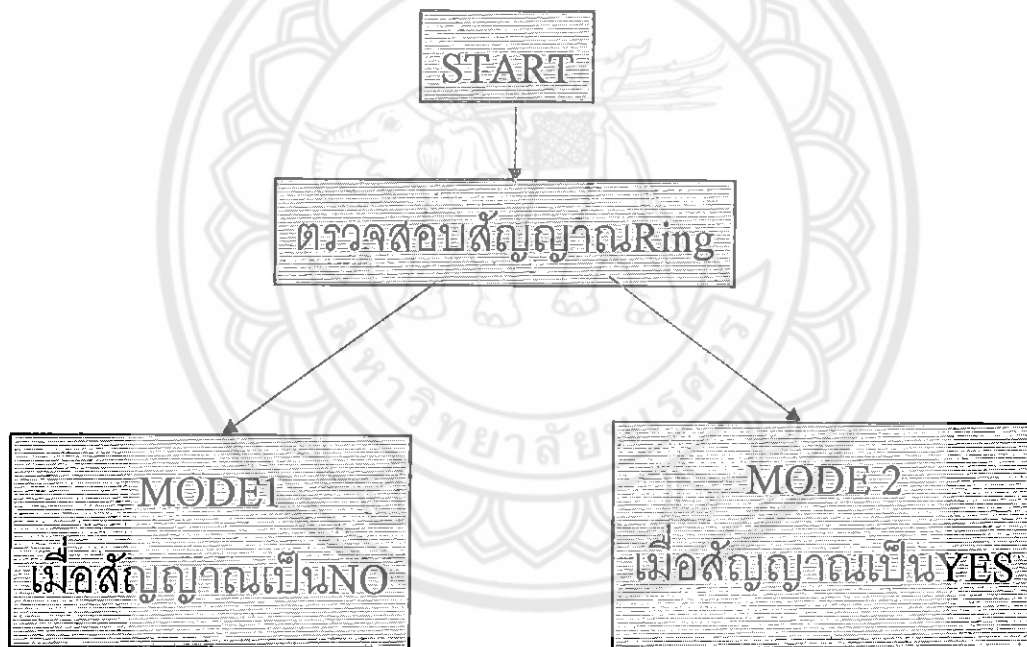 START
ตรวจสอบสัญญาณRing
MODE1
เมื่อสัญญาณเป็นNO
MODE 2
เมื่อสัญญาณเป็นYES